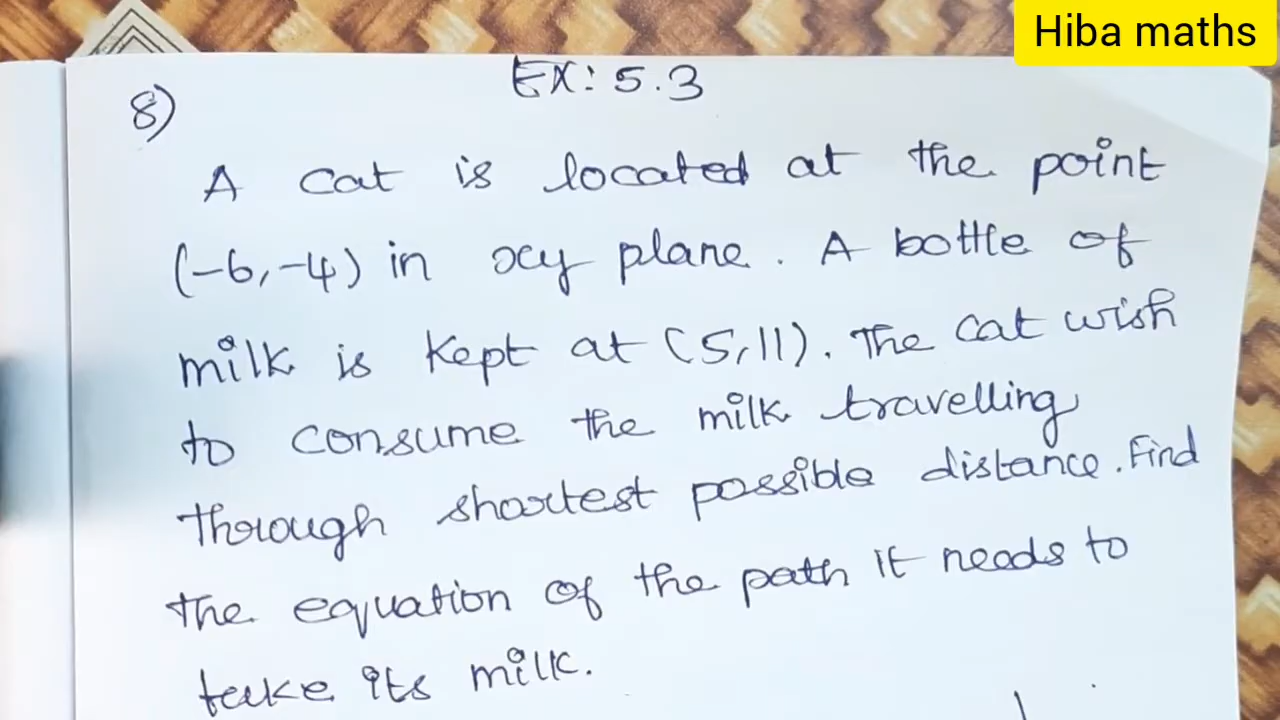 Hiba maths
Ex: 5.3
8)
A cat is located at the point
(-6,-4) in xy plane. A bottle of
milk is kept at (5,11). The cat wish
to consume the milk travelling
through shortest possible distance. Find
the equation of the path it needs to
take its milk.